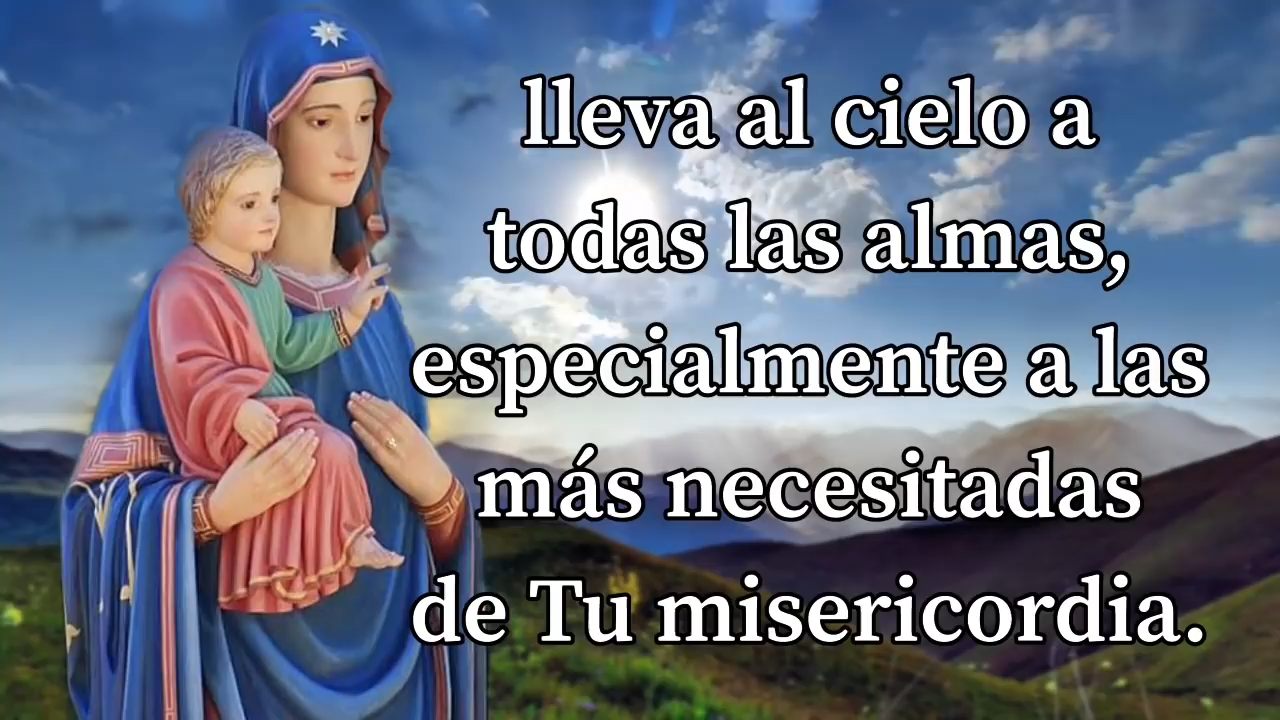 lleva al cielo a
todas las almas,
especialmente a las
más necesitadas
de Tu misericordia.